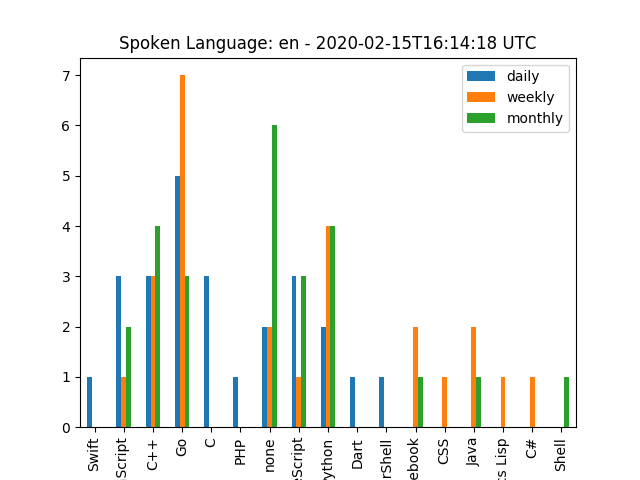 Spoken Language: en - 2020-02-15T16:14:18 UTC
daily
weekly
monthly
7
6
5
4
3
2
1
0
Swift
Script
C++
Go
C
PHP
none
eScript
ython
Dart
rShell
ebook
CSS
Java
s Lisp
C#
Shell